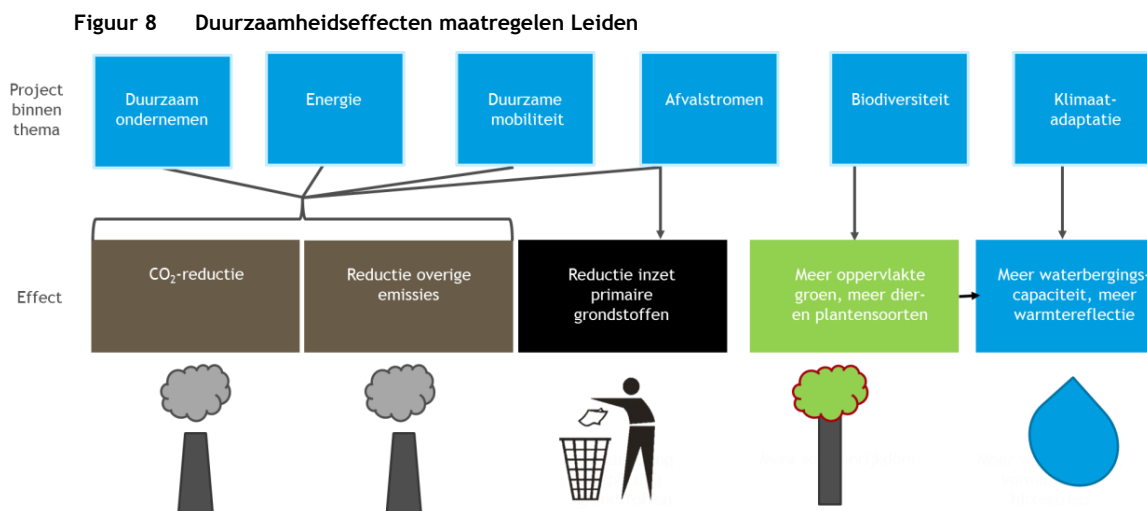 Figuur 8 Duurzaamheidseffecten maatregelen Leiden
Project
binnen
thema
Duurzaam
ondernemen
Energie
Duurzame
mobiliteit
Afvalstromen
Biodiversiteit
Klimaat-
adaptatie
Effect
CO₂-reductie
Reductie overige
emissies
Reductie inzet
primaire
grondstoffen
Meer oppervlakte
groen, meer dier-
en plantensoorten
Meer waterbergings-
capaciteit, meer
warmtereflectie